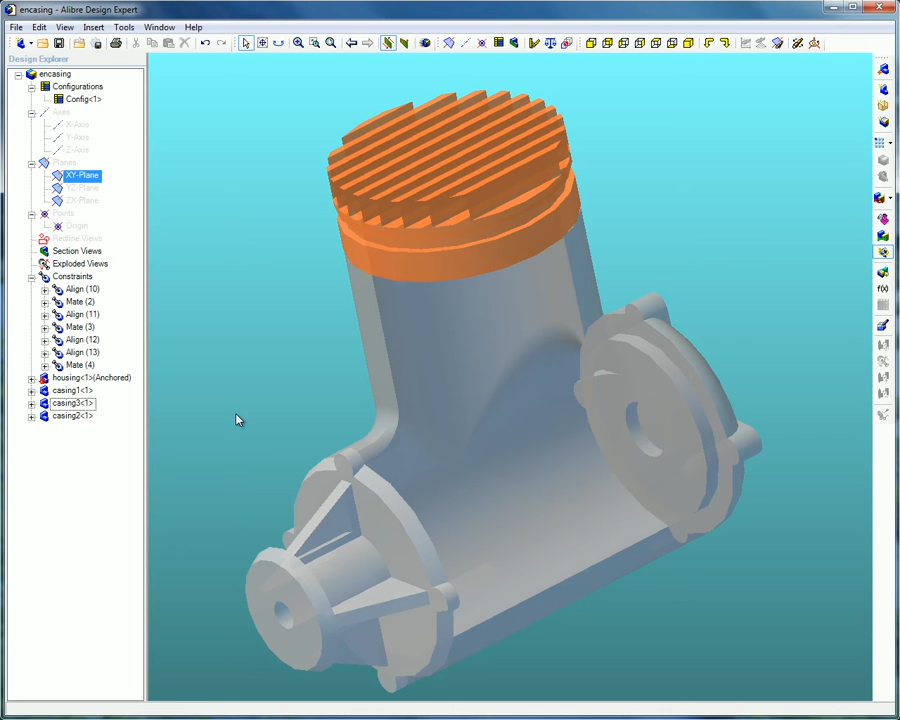 encasing - Alibre Design Expert
File Edit View Insert Tools Window Help
Design Explorer
encasing
Configurations
Config<1>
Axes
X-Axis
Y-Axis
Z-Axis
Planes
XY-Plane
YZ-Plane
ZX-Plane
Points
Origin
Redline Views
Section Views
Exploded Views
Constraints
Align (10)
Mate (2)
Align (11)
Mate (3)
Align (12)
Align (13)
Mate (4)
housing<1>(Anchored)
casing1<1>
casing3<1>
casing2<1>
f(x)